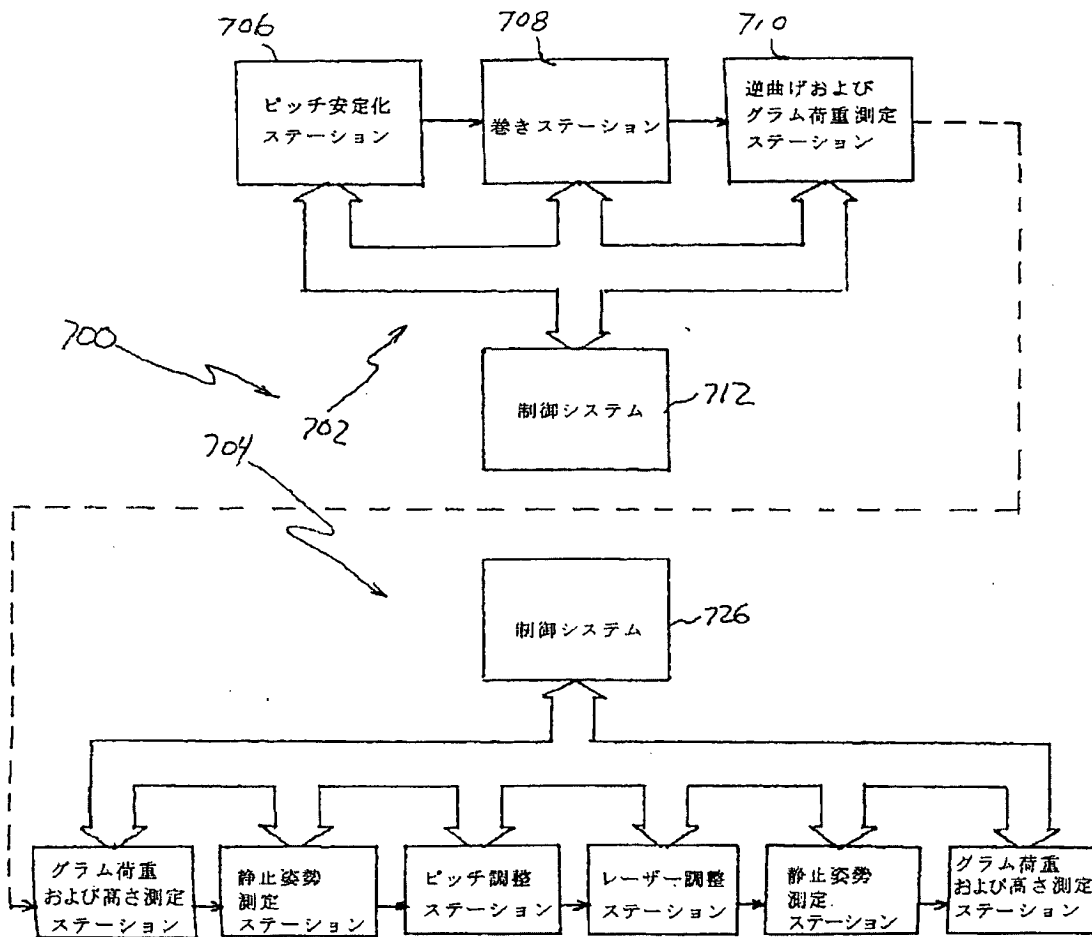 706
708
710
ピッチ安定化
ステーション
巻きステーション
逆曲げおよび
グラム荷重測定
ステーション
700
702
制御システム
712
704
制御システム
726
グラム荷重
および高さ測定
ステーション
静止姿勢
測定
ステーション
ピッチ調整
ステーション
レーザー調整
ステーション
静止姿勢
測定
ステーション
グラム荷重
および高さ測定
ステーション